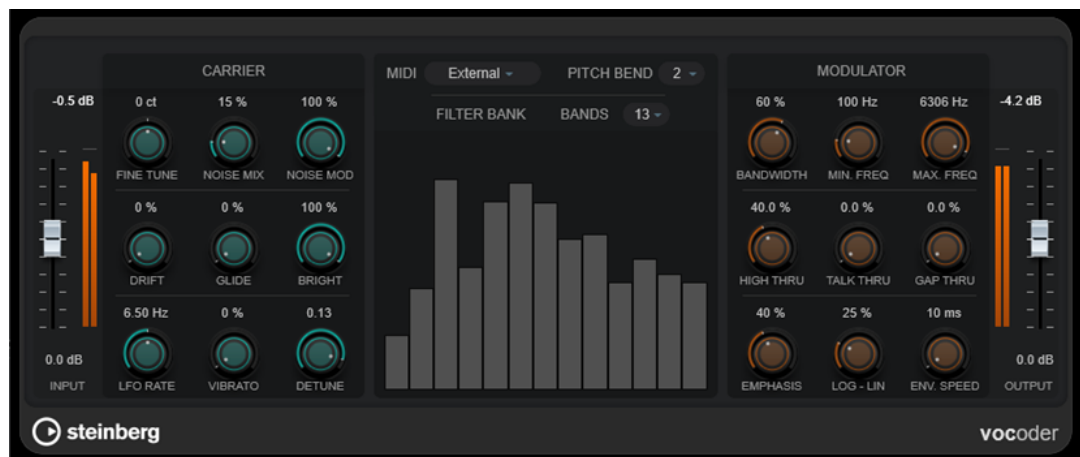 CARRIER
MIDI External PITCH BEND 2
MODULATOR
-0.5 dB
0 ct 15 % 100 %
FINE TUNE NOISE MIX NOISE MOD
0 % 0 % 100 %
DRIFT GLIDE BRIGHT
6.50 Hz 0 % 0.13
LFO RATE VIBRATO DETUNE
0.0 dB
INPUT
FILTER BANK BANDS 13
60 % 100 Hz 6306 Hz
BANDWIDTH MIN. FREQ MAX. FREQ
40.0 % 0.0 % 0.0 %
HIGH THRU TALK THRU GAP THRU
40 % 25 % 10 ms
EMPHASIS LOG - LIN ENV. SPEED
-4.2 dB
0.0 dB
OUTPUT
steinberg
vocoder